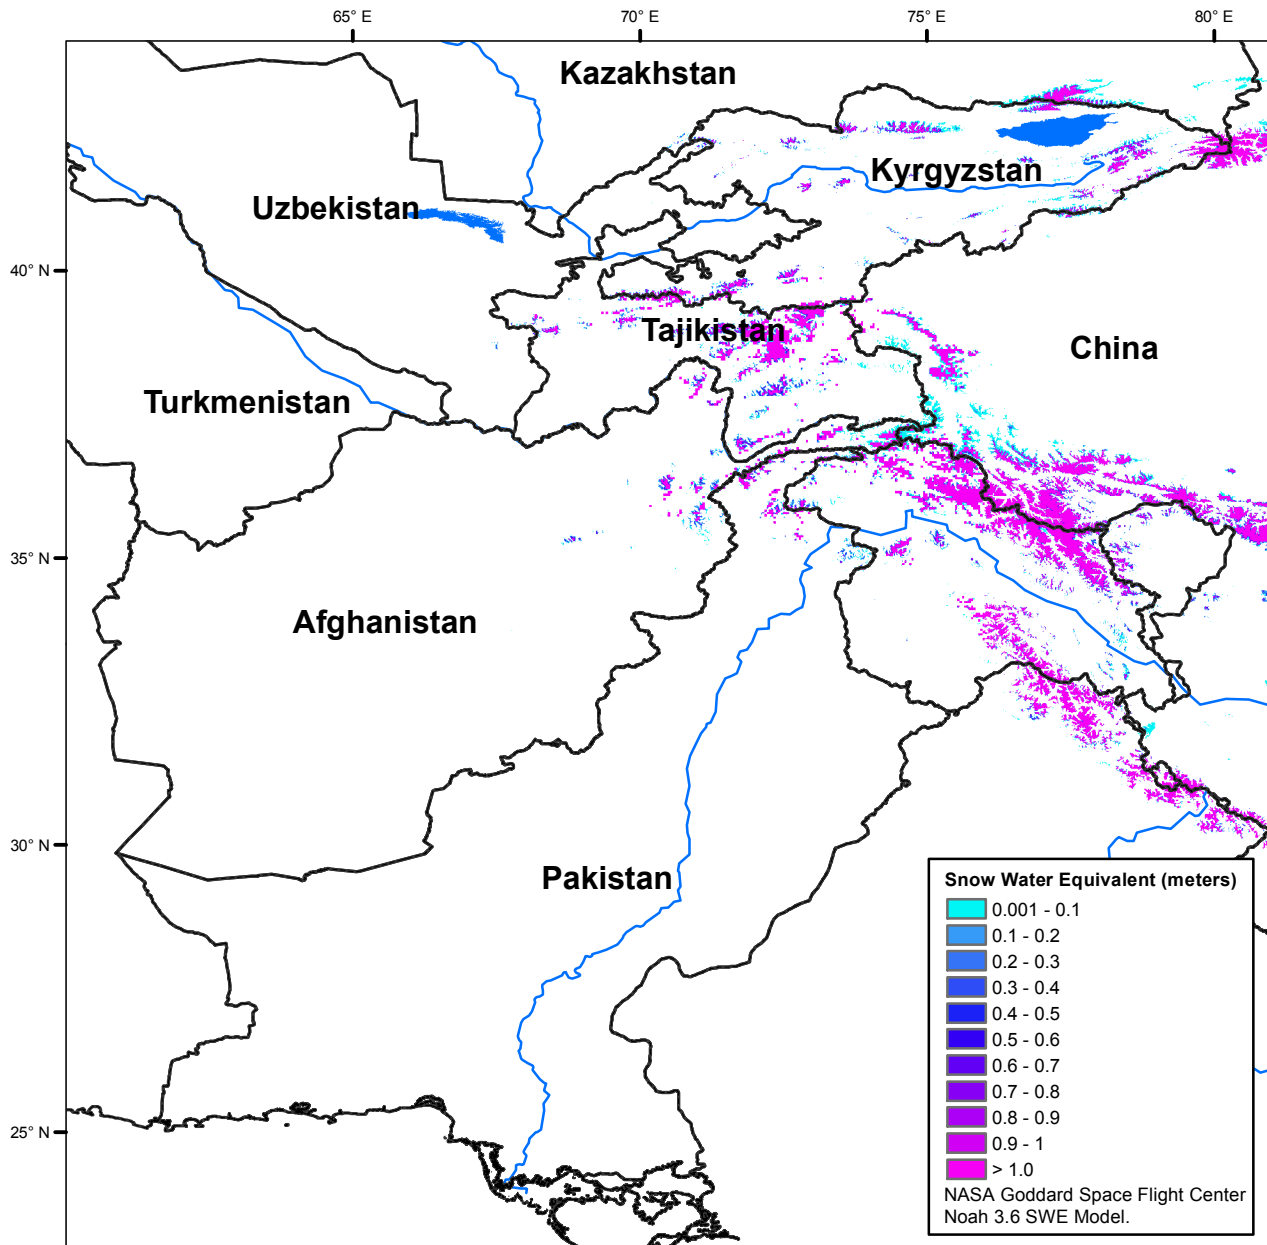 65° E
70° E
75° E
80° E
Kazakhstan
Kyrgyzstan
Uzbekistan
40° N
Tajikistan
China
Turkmenistan
35° N
Afghanistan
30° N
Pakistan
25° N
Snow Water Equivalent (meters)
0.001 - 0.1
0.1 - 0.2
0.2 - 0.3
0.3 - 0.4
0.4 - 0.5
0.5 - 0.6
0.6 - 0.7
0.7 - 0.8
0.8 - 0.9
0.9 - 1
> 1.0
NASA Goddard Space Flight Center
Noah 3.6 SWE Model.